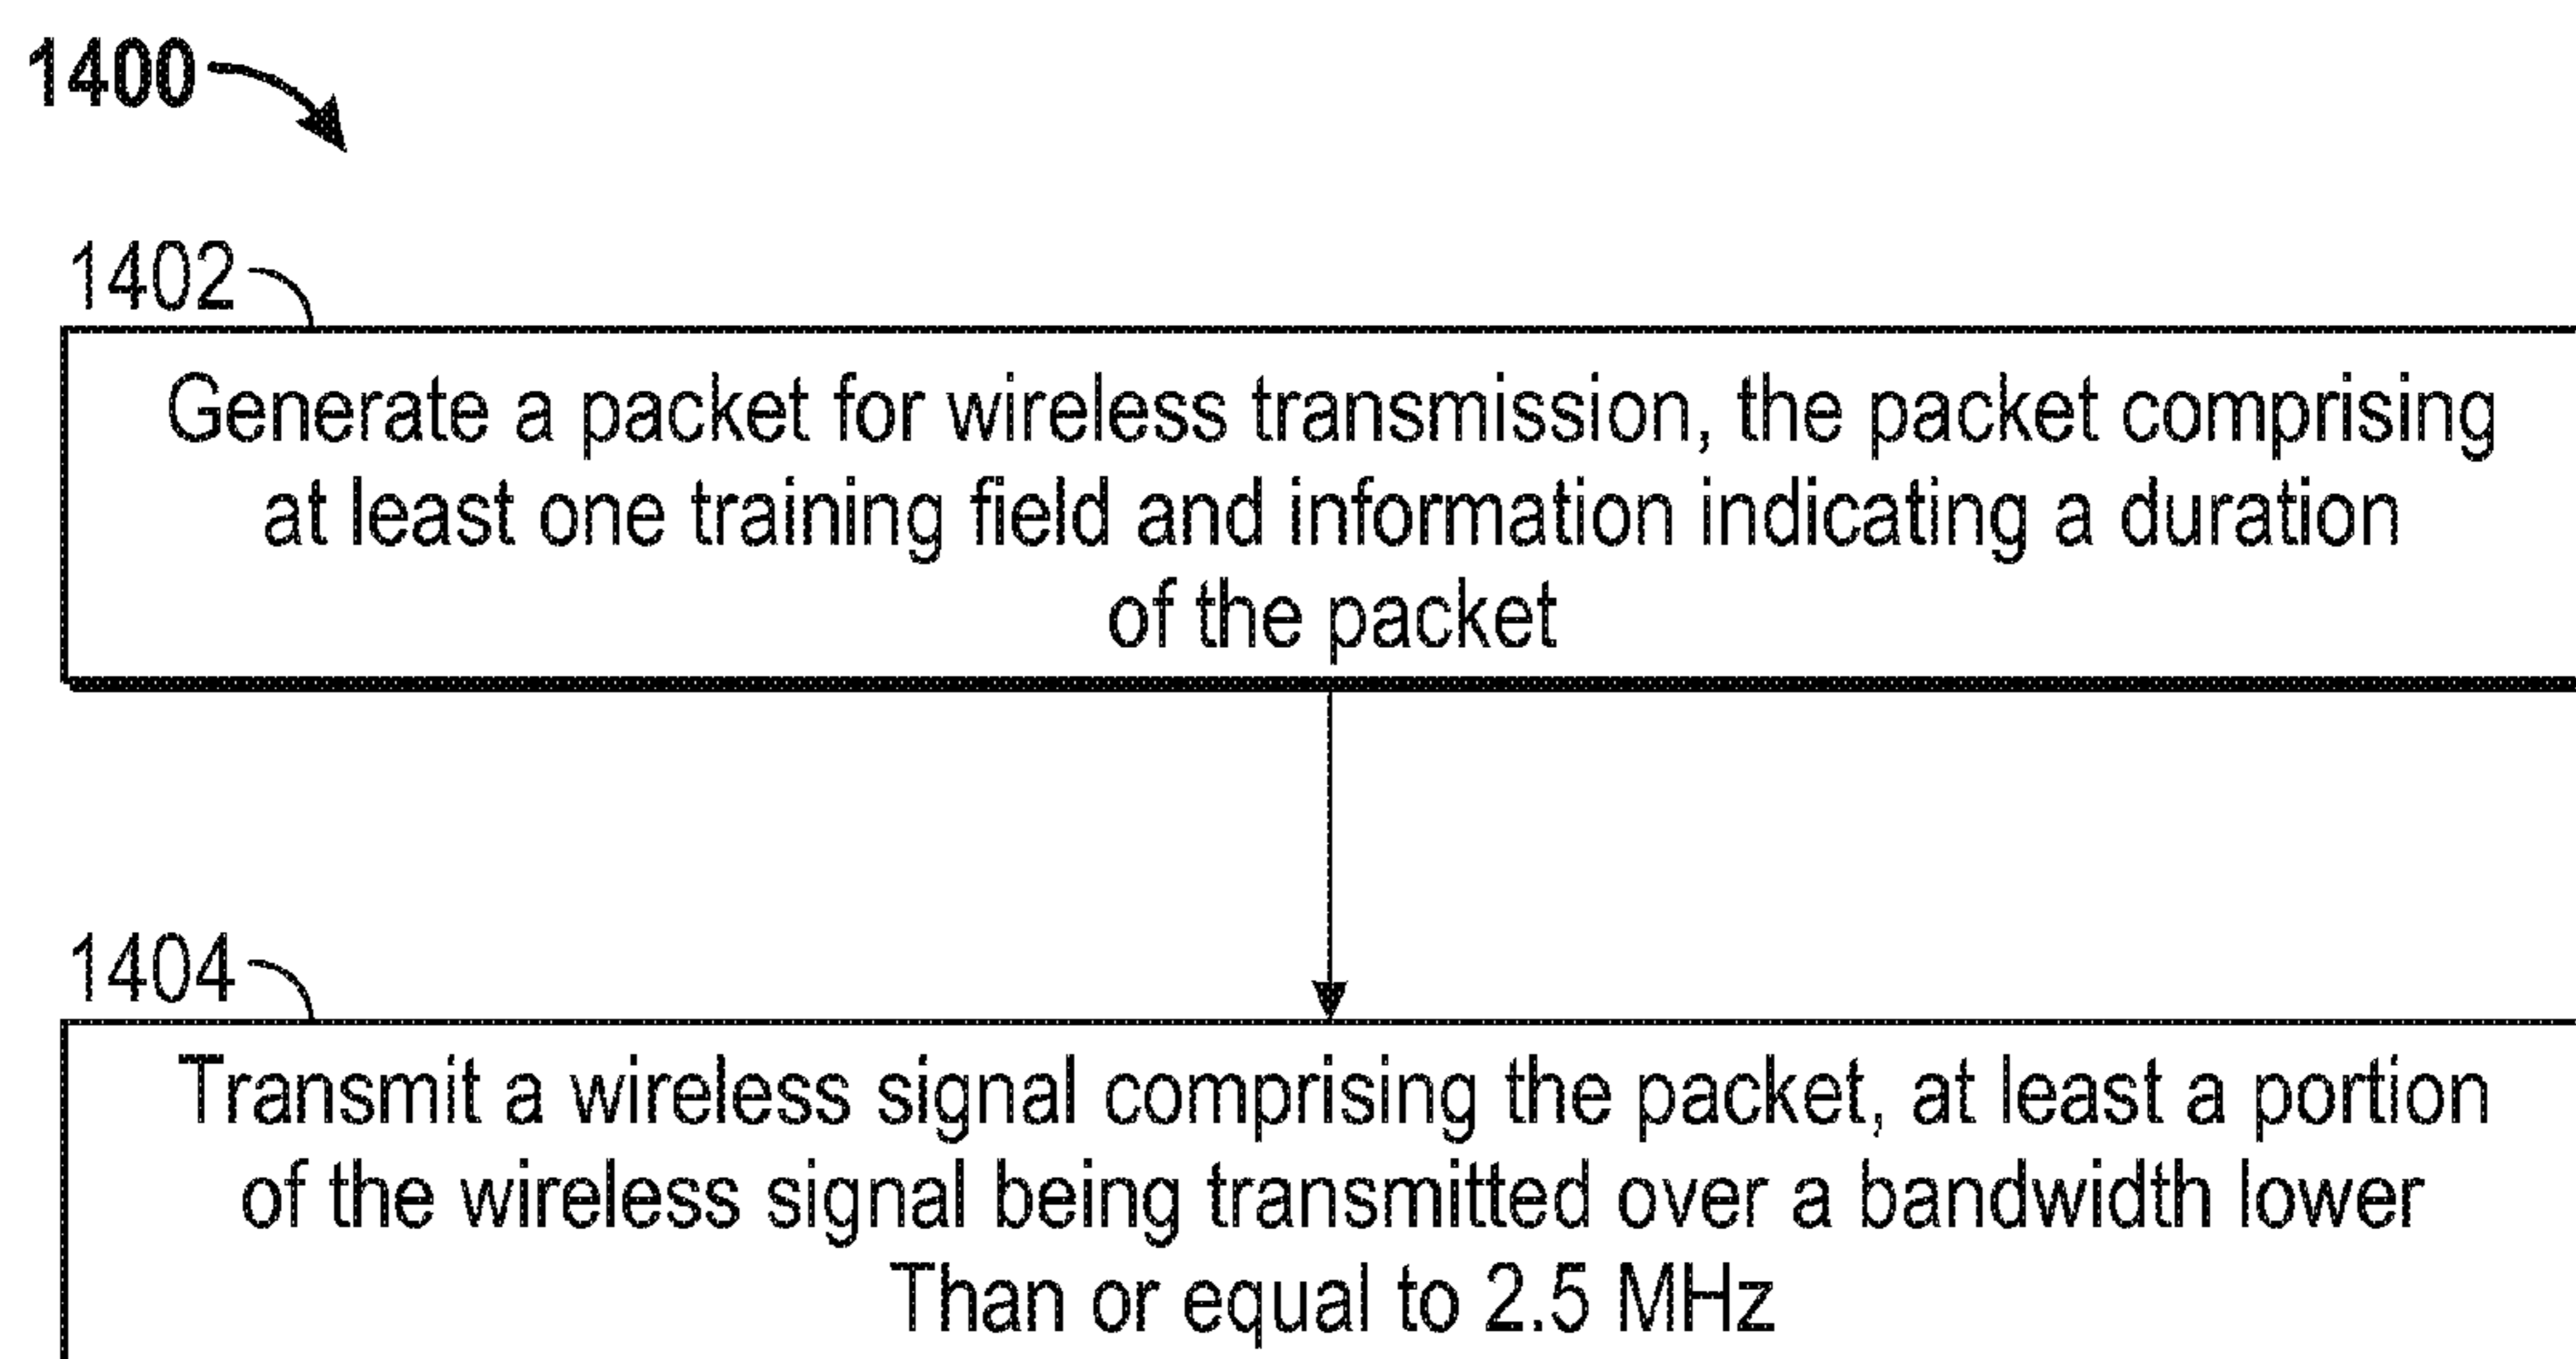 1400
1402
Generate a packet for wireless transmission, the packet comprising
at least one training field and information indicating a duration
of the packet
1404
Transmit a wireless signal comprising the packet, at least a portion
of the wireless signal being transmitted over a bandwidth lower
Than or equal to 2.5 MHz